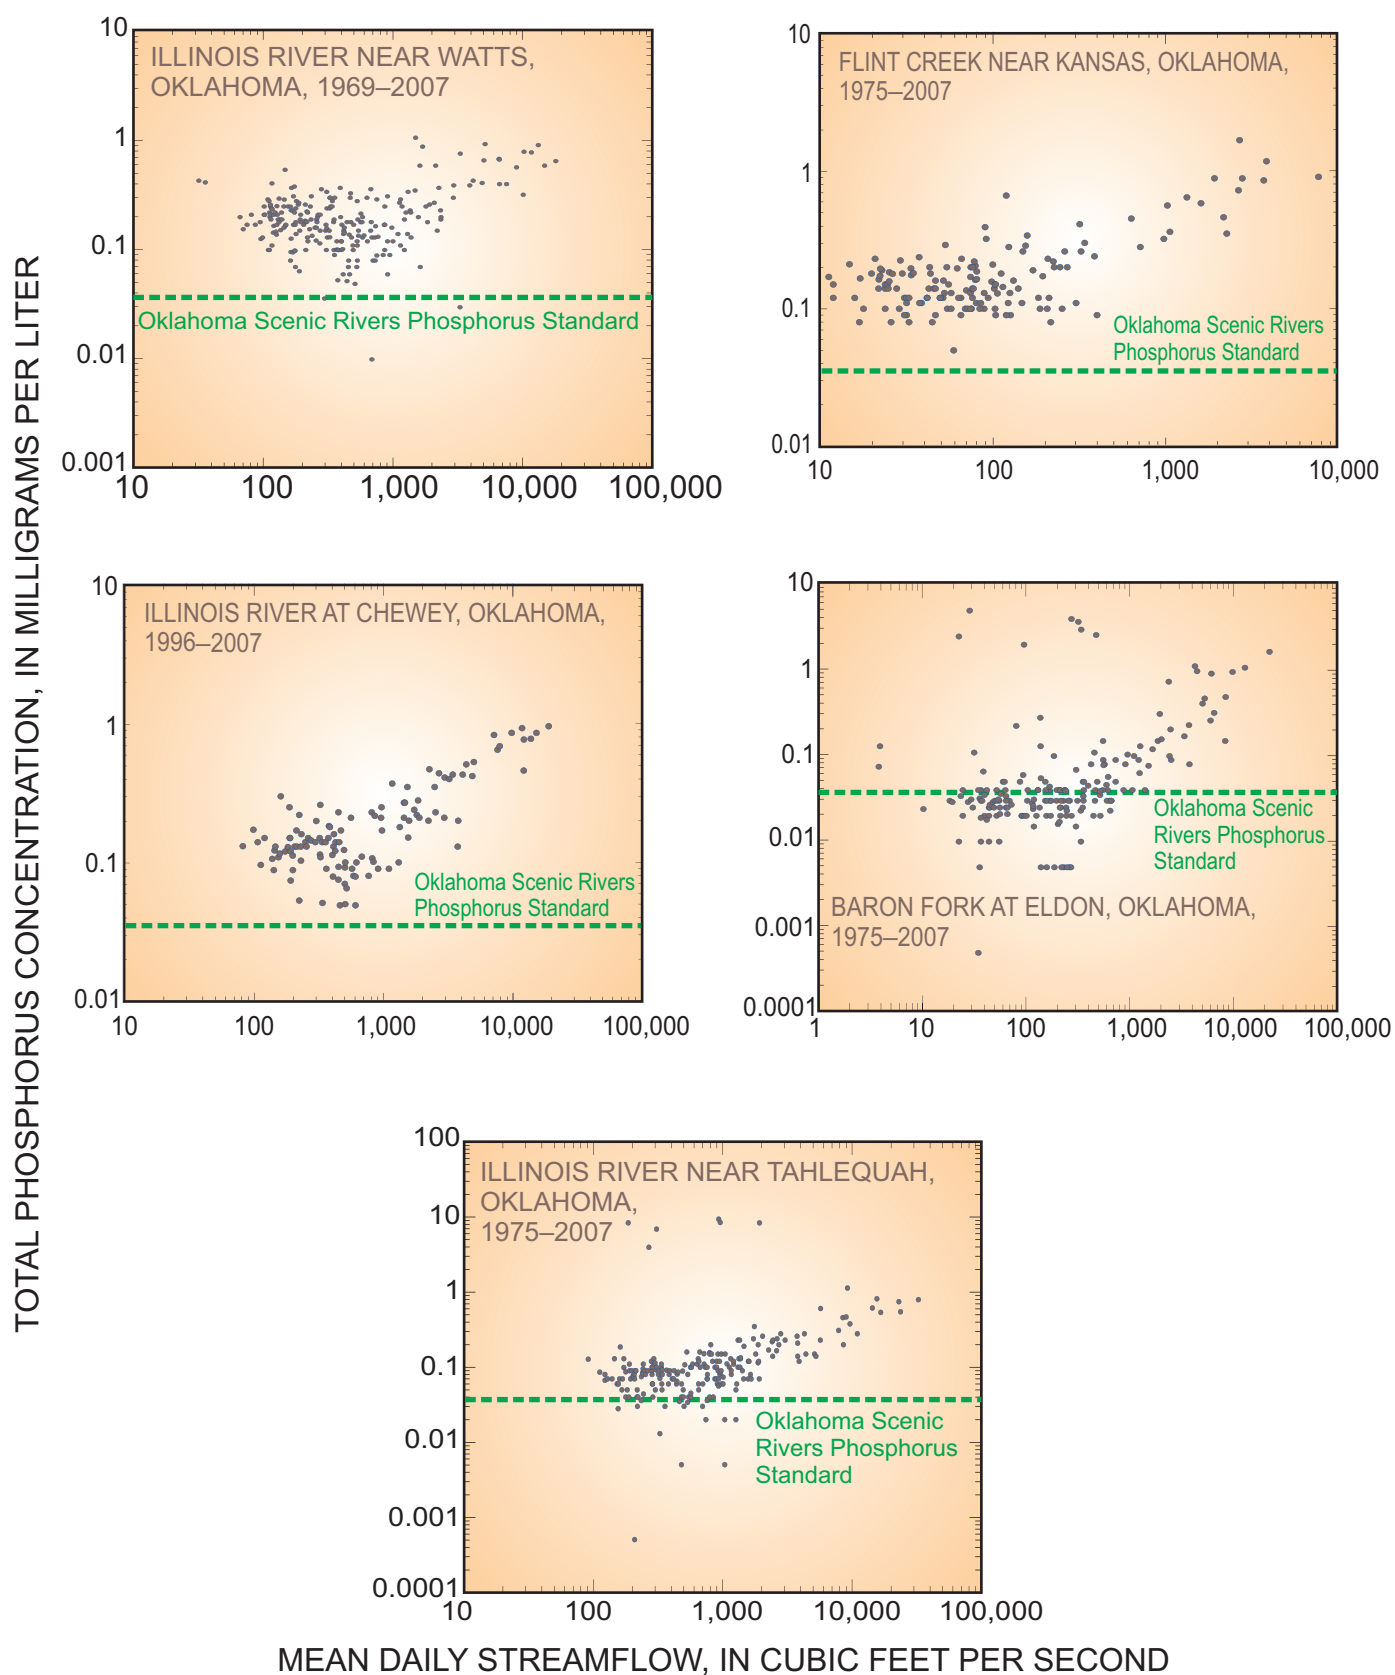 TOTAL PHOSPHORUS CONCENTRATION, IN MILLIGRAMS PER LITER
ILLINOIS RIVER NEAR WATTS,
OKLAHOMA, 1969–2007
10
1
0.1
0.01
0.001
Oklahoma Scenic Rivers Phosphorus Standard
10
100
1,000
10,000
100,000
FLINT CREEK NEAR KANSAS, OKLAHOMA,
1975–2007
10
1
0.1
0.01
Oklahoma Scenic Rivers
Phosphorus Standard
10
100
1,000
10,000
ILLINOIS RIVER AT CHEWEY, OKLAHOMA,
1996–2007
10
1
0.1
0.01
Oklahoma Scenic Rivers
Phosphorus Standard
10
100
1,000
10,000
100,000
10
1
0.1
0.01
0.001
0.0001
Oklahoma Scenic
Rivers Phosphorus
Standard
BARON FORK AT ELDON, OKLAHOMA,
1975–2007
1
10
100
1,000
10,000
100,000
ILLINOIS RIVER NEAR TAHLEQUAH,
OKLAHOMA,
1975–2007
100
10
1
0.1
0.01
0.001
0.0001
Oklahoma Scenic
Rivers Phosphorus
Standard
10
100
1,000
10,000
100,000
MEAN DAILY STREAMFLOW, IN CUBIC FEET PER SECOND